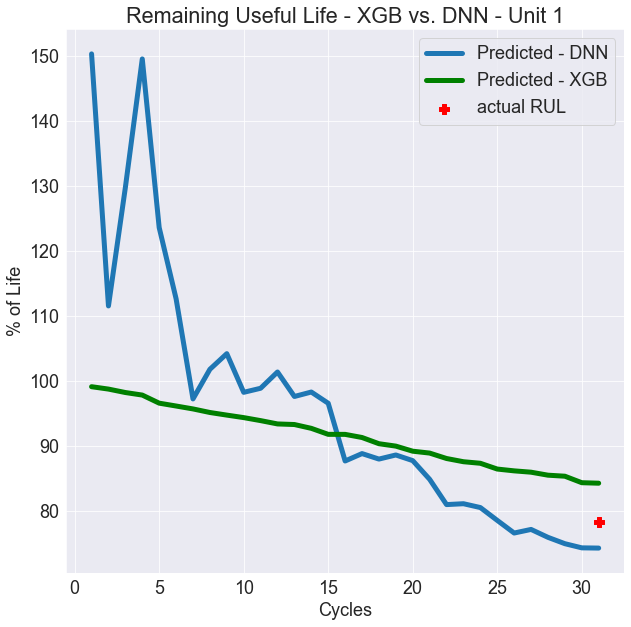 Remaining Useful Life - XGB vs. DNN - Unit 1
Predicted - DNN
Predicted - XGB
actual RUL
% of Life
150
140
130
120
110
100
90
80
0 5 10 15 20 25 30
Cycles